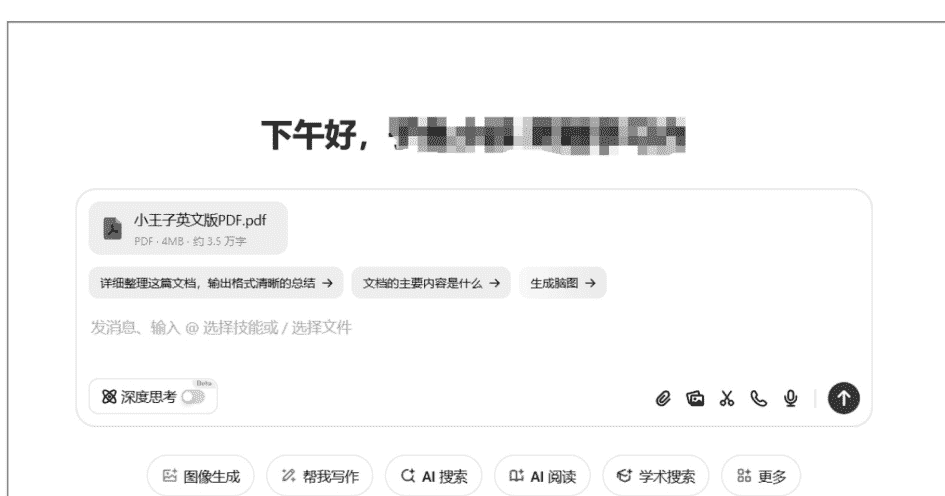 下午好，
小王子英文版PDF.pdf
PDF · 4MB · 约 3.5 万字
详细整理这篇文档，输出格式清晰的总结 →
文档的主要内容是什么 →
生成脑图 →
发消息、输入 @ 选择技能或 / 选择文件
深度思考
Beta
图像生成
帮我写作
AI 搜索
AI 阅读
学术搜索
更多